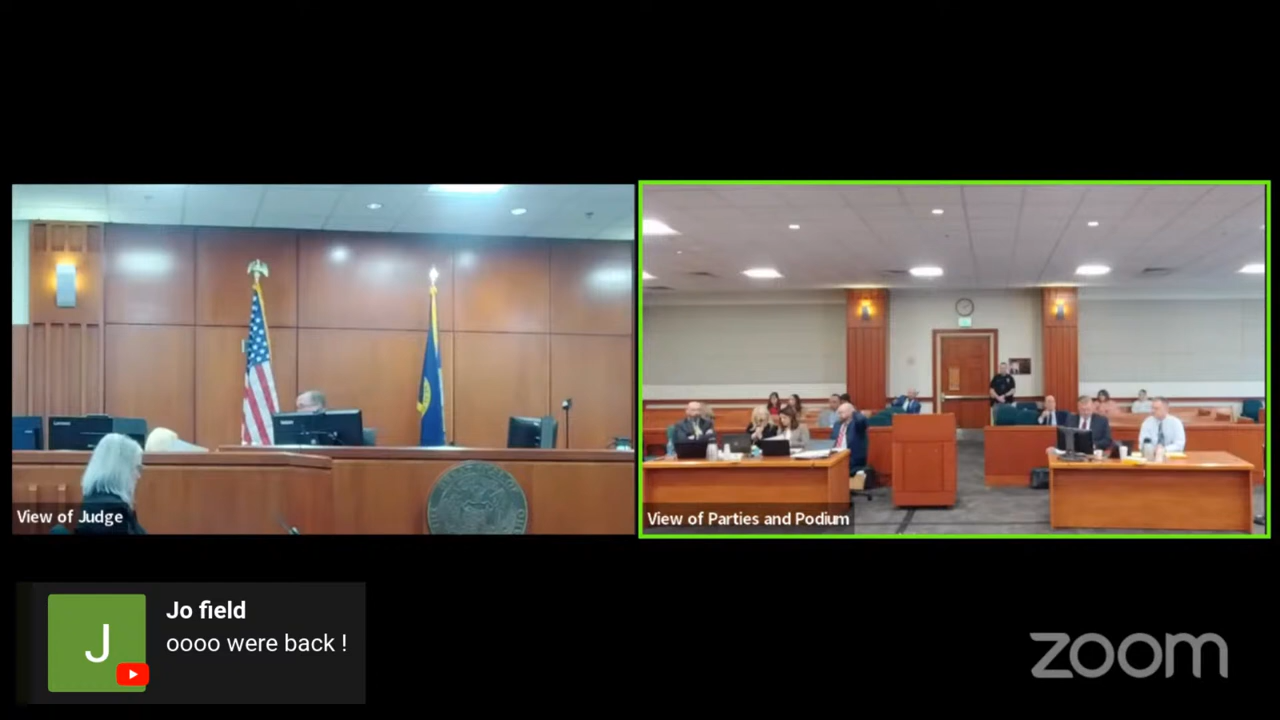 View of Judge
View of Parties and Podium
J
Jo field
oooo were back !
zoom